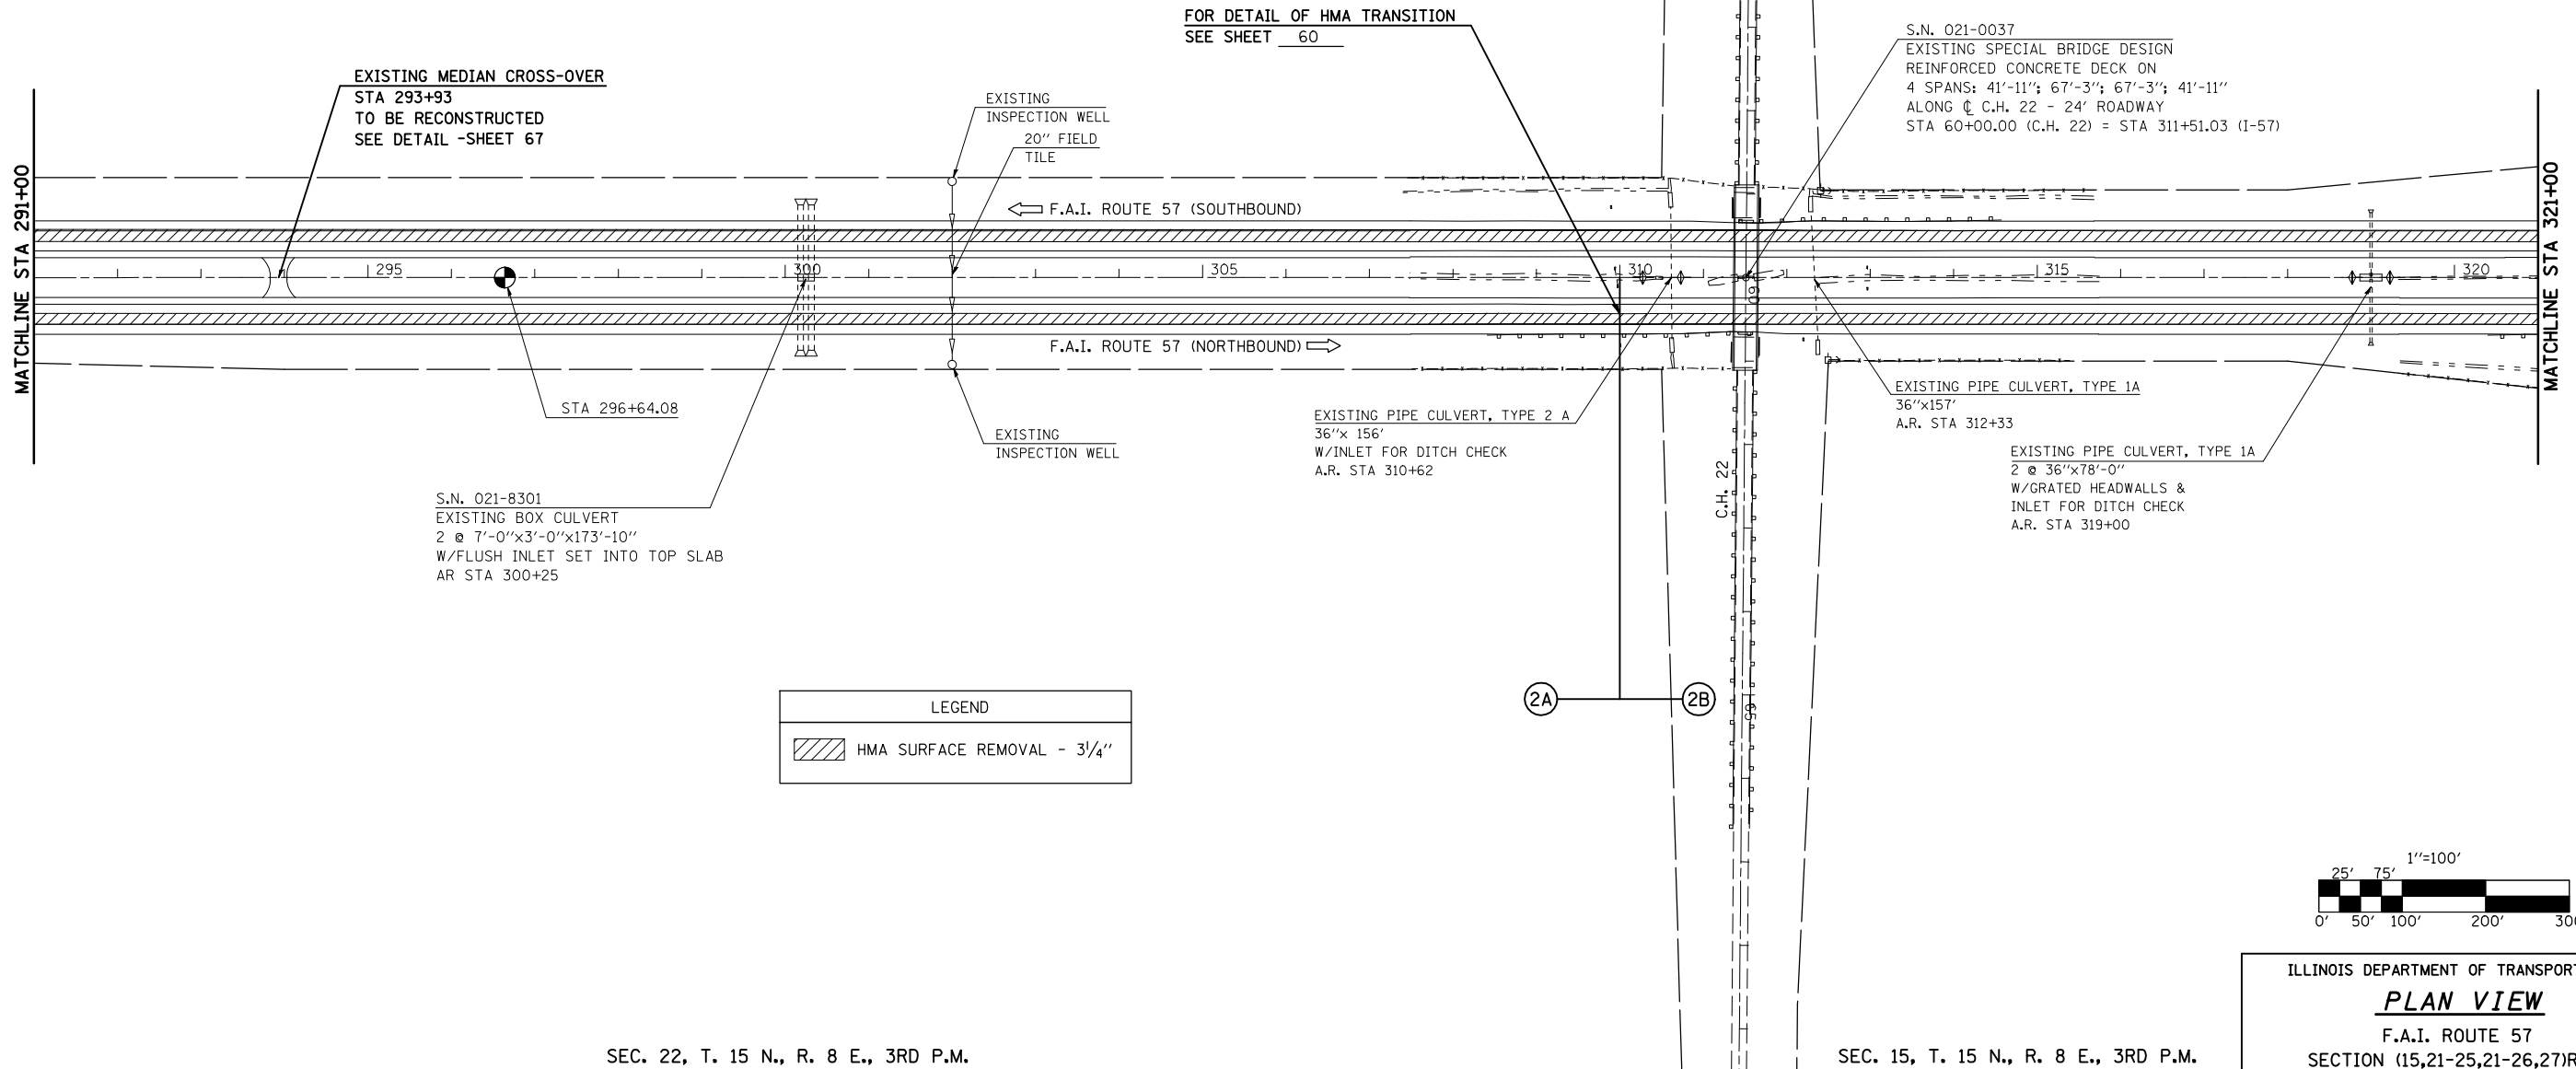 FOR DETAIL OF HMA TRANSITION
SEE SHEET 60
S.N. 021-0037
EXISTING SPECIAL BRIDGE DESIGN
REINFORCED CONCRETE DECK ON
4 SPANS: 41'-11"; 67'-3"; 67'-3"; 41'-11"
ALONG ℄ C.H. 22 - 24' ROADWAY
STA 60+00.00 (C.H. 22) = STA 311+51.03 (I-57)
EXISTING MEDIAN CROSS-OVER
STA 293+93
TO BE RECONSTRUCTED
SEE DETAIL -SHEET 67
EXISTING
INSPECTION WELL
20" FIELD
TILE
MATCHLINE STA 291+00
MATCHLINE STA 321+00
F.A.I. ROUTE 57 (SOUTHBOUND)
295
300
305
310
315
320
60
F.A.I. ROUTE 57 (NORTHBOUND)
STA 296+64.08
EXISTING
INSPECTION WELL
EXISTING PIPE CULVERT, TYPE 2 A
36"x 156'
W/INLET FOR DITCH CHECK
A.R. STA 310+62
EXISTING PIPE CULVERT, TYPE 1A
36"x157'
A.R. STA 312+33
EXISTING PIPE CULVERT, TYPE 1A
2 @ 36"x78'-0"
W/GRATED HEADWALLS &
INLET FOR DITCH CHECK
A.R. STA 319+00
S.N. 021-8301
EXISTING BOX CULVERT
2 @ 7'-0"x3'-0"x173'-10"
W/FLUSH INLET SET INTO TOP SLAB
AR STA 300+25
C.H. 22
65
2A
2B
LEGEND
HMA SURFACE REMOVAL - 3 1/4"
1"=100'
25' 75'
0' 50' 100' 200' 300
ILLINOIS DEPARTMENT OF TRANSPOR
PLAN VIEW
F.A.I. ROUTE 57
SECTION (15,21-25,21-26,27)R
SEC. 22, T. 15 N., R. 8 E., 3RD P.M.
SEC. 15, T. 15 N., R. 8 E., 3RD P.M.